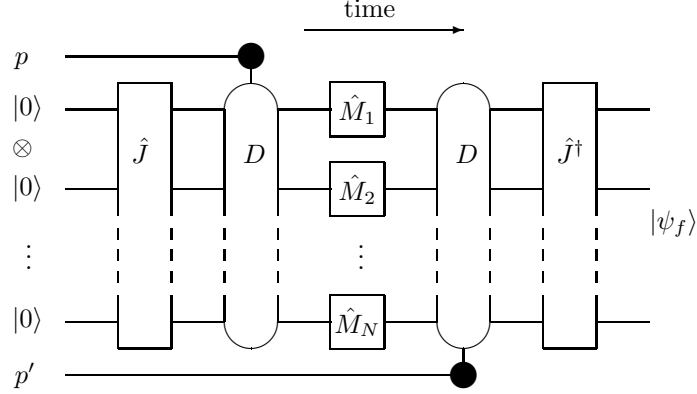 time
p
|0⟩ Ĵ D M̂₁ D Ĵ†
⊗
|0⟩ M̂₂
|ψ_f⟩
⋮ ⋮
|0⟩ M̂_N
p′